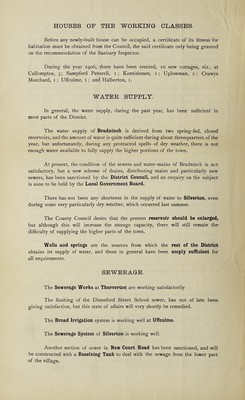 HOUSES OF THE WORKING CLASSES.
Before any newly-built house can be occupied, a certificate of its fitness for
habitation must be obtained from the Council, the said certificate only being granted
on the recommendation of the Sanitary Inspector.
During the year 1906, there have been erected, 10 new cottages, viz., at
Cullompton, 3; Sampford Peverell, 1; Kentisbeare, 1; Uplowman, 1; Cruwys
Morchard, 1; Uffculme, 1; and Halberton, 1.
WATER SUPPLY.
In general, the water supply, during the past year, has been sufficient in
most parts of the District.
The water supply of Bradninch is derived from two spring-fed, closed
reservoirs, and the amount of water is quite sufficient during about threequarters of the
year, but unfortunately, during any protracted spells of dry weather, there is not
enough water available to fully supply the higher portions of the town.
At present, the condition of the sewers and water-mains of Bradninch is not
satisfactory, but a new scheme of drains, distributing mains and particularly new
sewers, has been sanctioned by the District Council, and an enquiry on the subject
is soon to be held by the Local Government Board.
There has not been any shortness in the supply of water to Silverton, even
during some very particularly dry weather, which occurred last summer.
The County Council desires that the present reservoir should be enlarged,
but although this will increase the storage capacity, there will still remain the
difficulty of supplying the higher parts of the town.
Wells and springs are the sources from which the rest of the District
obtains its supply of water, and these in general have been amply sufficient for
all requirements.
SEWERAGE.
The Sewerage Works at Thorverton are working satisfactorily
The flushing of the Dinneford Street School sewer, has not of late been
giving satisfaction, but this state of affairs will very shortly be remedied.
The Broad Irrigation system is working well at Uffculme.
The Sewerage System of Silverton is working well.
Another section of sewer in New Court Road has been sanctioned, and will
be constructed with a Resolving Tank to deal with the sewage from the lower part
of the village.